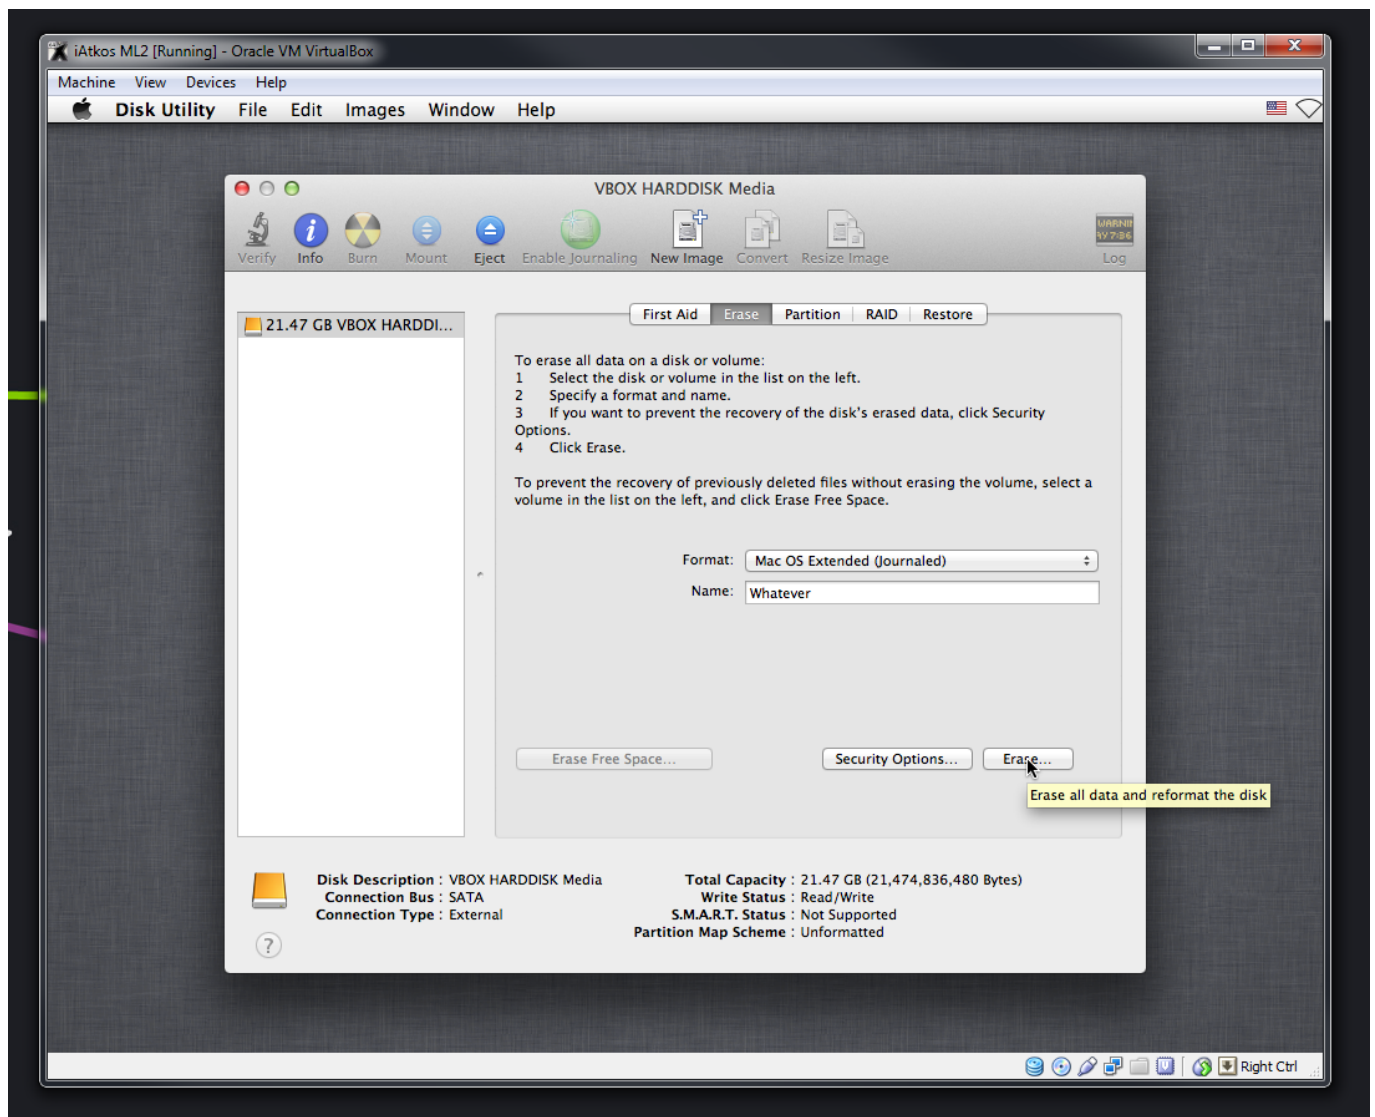 iAtkos ML2 [Running] - Oracle VM VirtualBox
Machine View Devices Help
Disk Utility File Edit Images Window Help
VBOX HARDDISK Media
WARNIN
AY 7:36
Verify Info Burn Mount Eject Enable Journaling New Image Convert Resize Image Log
21.47 GB VBOX HARDDI...
First Aid Erase Partition RAID Restore
To erase all data on a disk or volume:
1 Select the disk or volume in the list on the left.
2 Specify a format and name.
3 If you want to prevent the recovery of the disk's erased data, click Security
Options.
4 Click Erase.
To prevent the recovery of previously deleted files without erasing the volume, select a
volume in the list on the left, and click Erase Free Space.
Format: Mac OS Extended (Journaled)
Name: Whatever
Erase Free Space... Security Options... Erase...
Erase all data and reformat the disk
Disk Description : VBOX HARDDISK Media
Connection Bus : SATA
Connection Type : External
Total Capacity : 21.47 GB (21,474,836,480 Bytes)
Write Status : Read/Write
S.M.A.R.T. Status : Not Supported
Partition Map Scheme : Unformatted
?
Right Ctrl